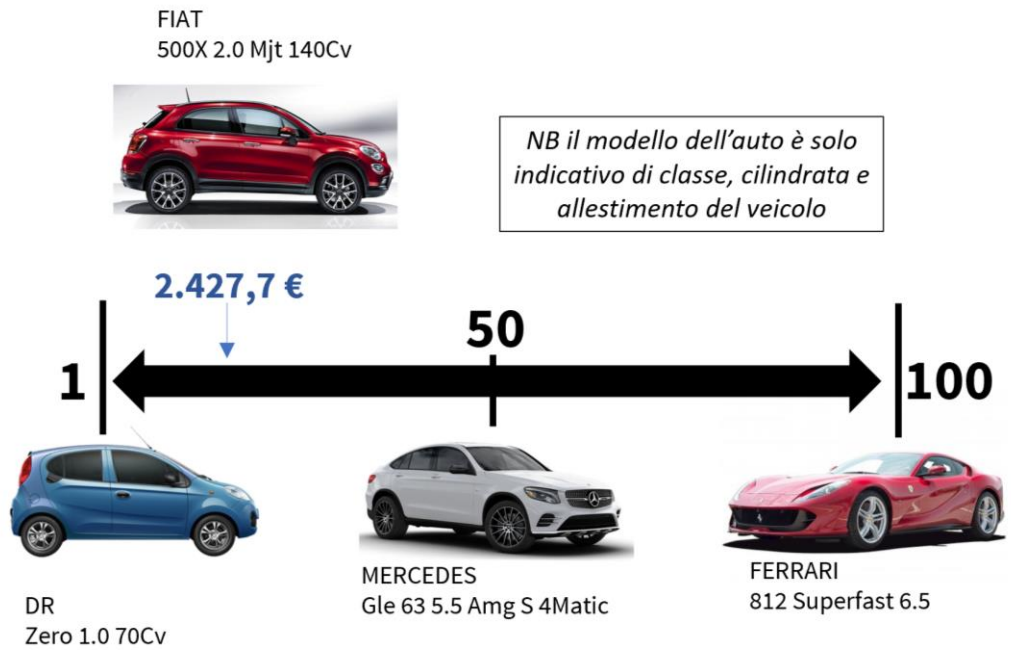 FIAT
500X 2.0 Mjt 140Cv
NB il modello dell’auto è solo
indicativo di classe, cilindrata e
allestimento del veicolo
2.427,7 €
50
1
100
DR
Zero 1.0 70Cv
MERCEDES
Gle 63 5.5 Amg S 4Matic
FERRARI
812 Superfast 6.5